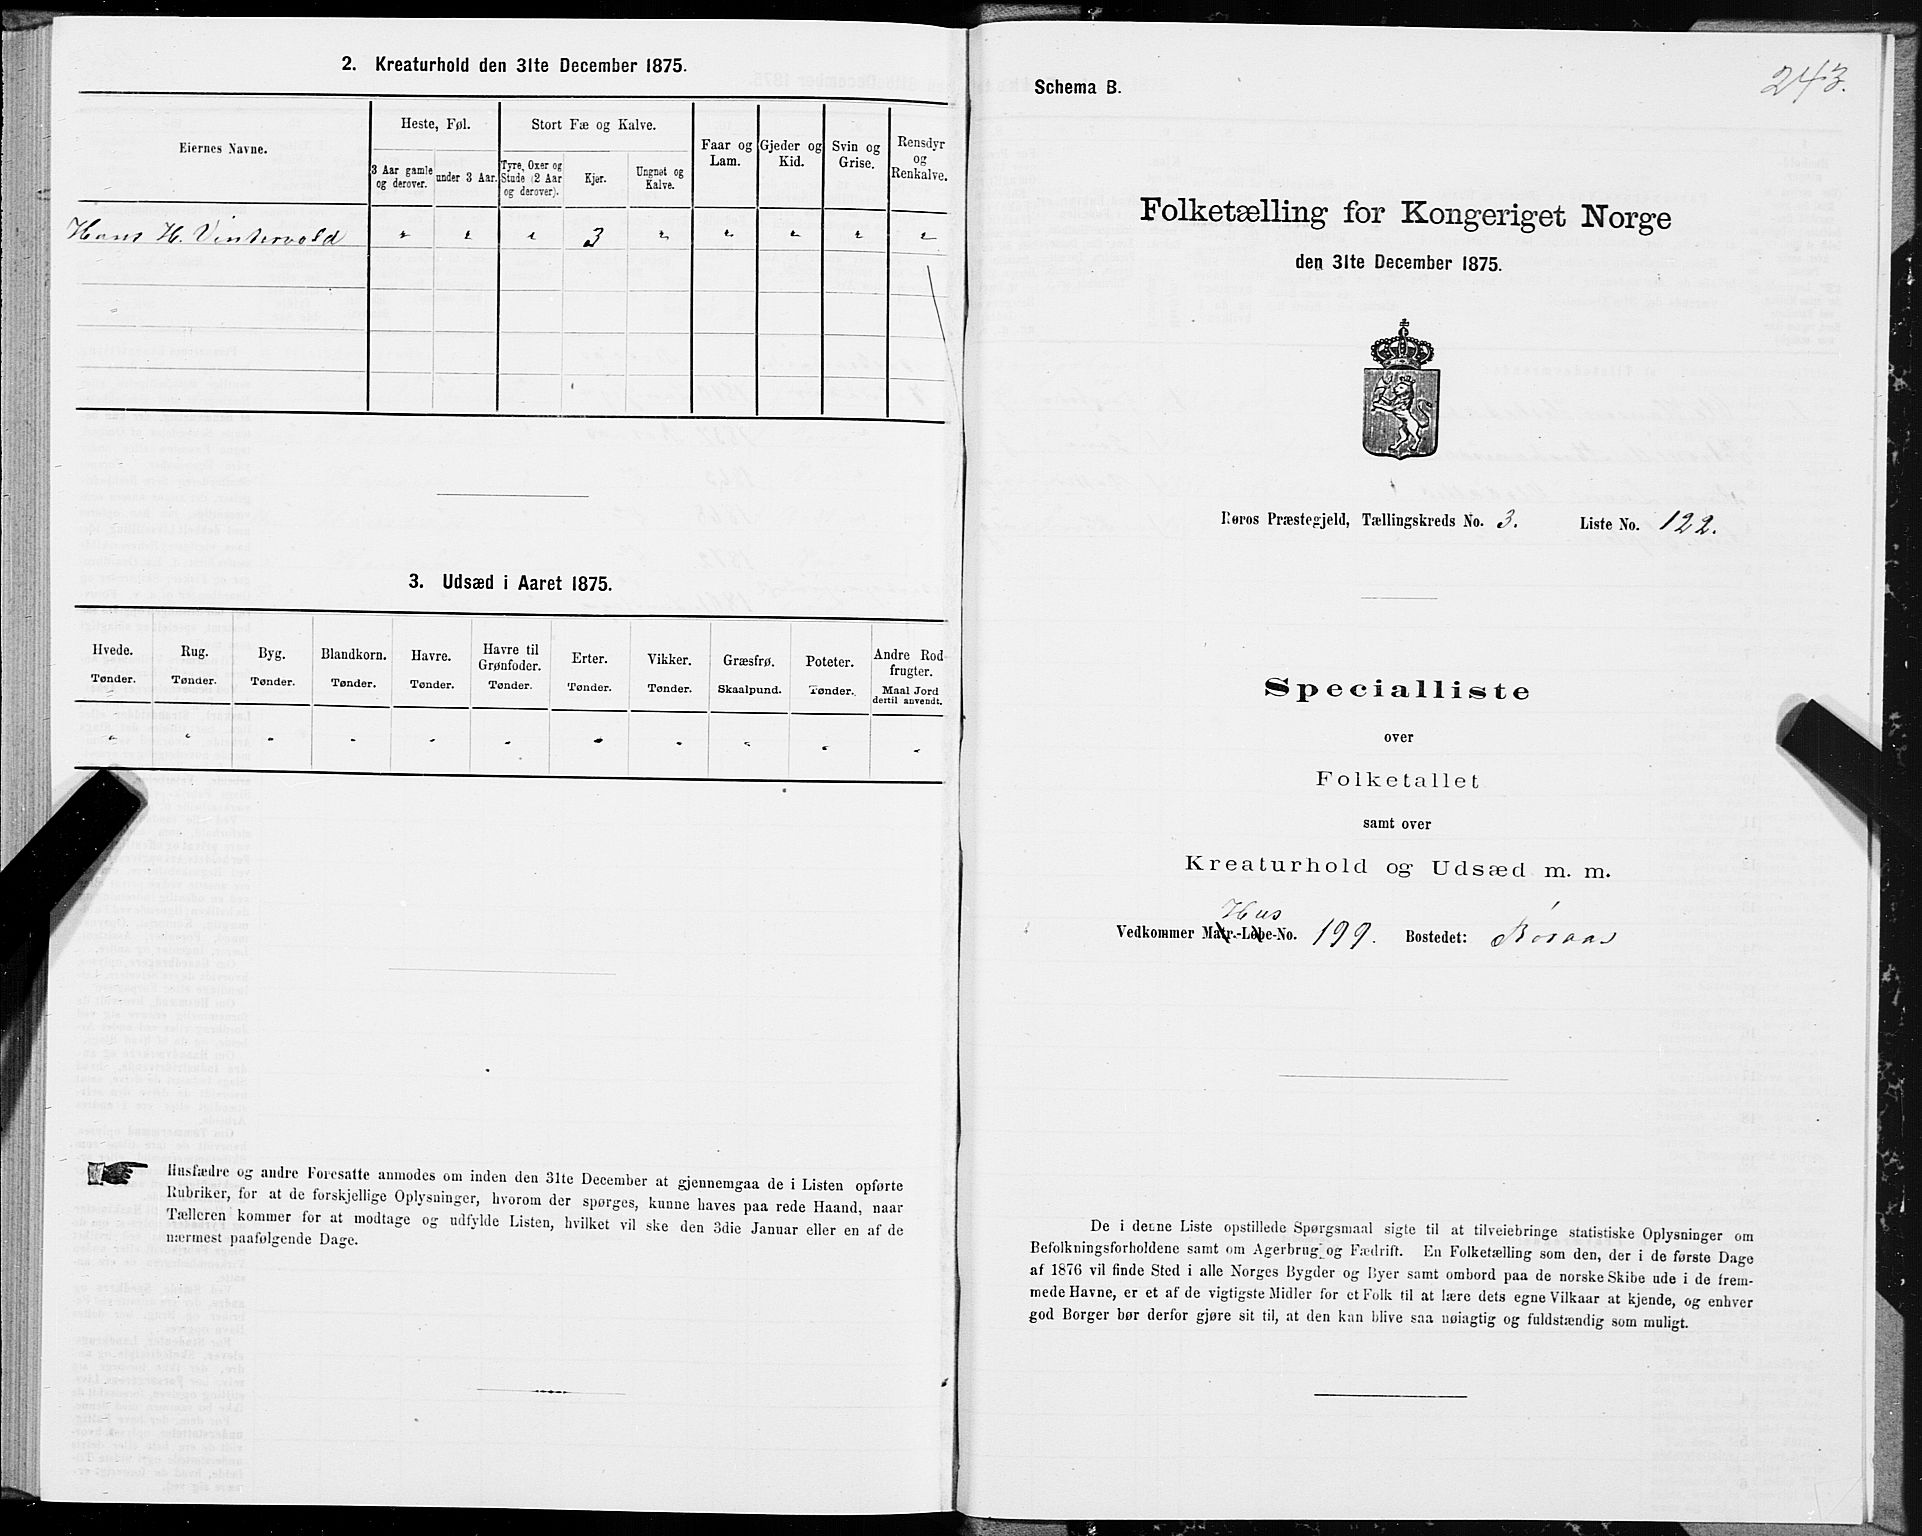 2. Kreaturhold den 31te December 1875.
Eiernes Navne.
Heste, Føl.
Stort Fæ og Kalve.
Faar og Lam.
Gjeder og Kid.
Svin og Grise.
Rensdyr og Renkalve.
3 Aar gamle og derover.
under 3 Aar.
Tyre, Oxer og Stude (2 Aar og derover).
Kjør.
Ungnøt og Kalve.
Hans H. Vintervold " " " 3 " " " " "
3. Udsæd i Aaret 1875.
Hvede. Rug. Byg. Blandkorn. Havre. Havre til Grønfoder. Erter. Vikker. Græsfrø. Poteter. Andre Rodfrugter.
Tønder. Tønder. Tønder. Tønder. Tønder. Tønder. Tønder. Tønder. Skaalpund. Tønder. Maal Jord dertil anvendt.
" " " " " " " " " " "
Husfædre og andre Foresatte anmodes om inden den 31te December at gjennemgaa de i Listen opførte
Rubriker, for at de forskjellige Oplysninger, hvorom der spørges, kunne haves paa rede Haand, naar
Tælleren kommer for at modtage og udfylde Listen, hvilket vil ske den 3die Januar eller en af de
nærmest paafølgende Dage.
243.
Schema B.
Folketælling for Kongeriget Norge
den 31te December 1875.
Røros Præstegjeld, Tællingskreds No. 3. Liste No. 122.
Specialliste
over
Folketallet
samt over
Kreaturhold og Udsæd m. m.
Hus
Vedkommer Matr.-Løbe-No. 199. Bostedet: Røraas
De i denne Liste opstillede Spørgsmaal sigte til at tilveiebringe statistiske Oplysninger om
Befolkningsforholdene samt om Agerbrug og Fædrift. En Folketælling som den, der i de første Dage
af 1876 vil finde Sted i alle Norges Bygder og Byer samt ombord paa de norske Skibe ude i de frem-
mede Havne, er et af de vigtigste Midler for et Folk til at lære dets egne Vilkaar at kjende, og enhver
god Borger bør derfor gjøre sit til, at den kan blive saa nøiagtig og fuldstændig som muligt.